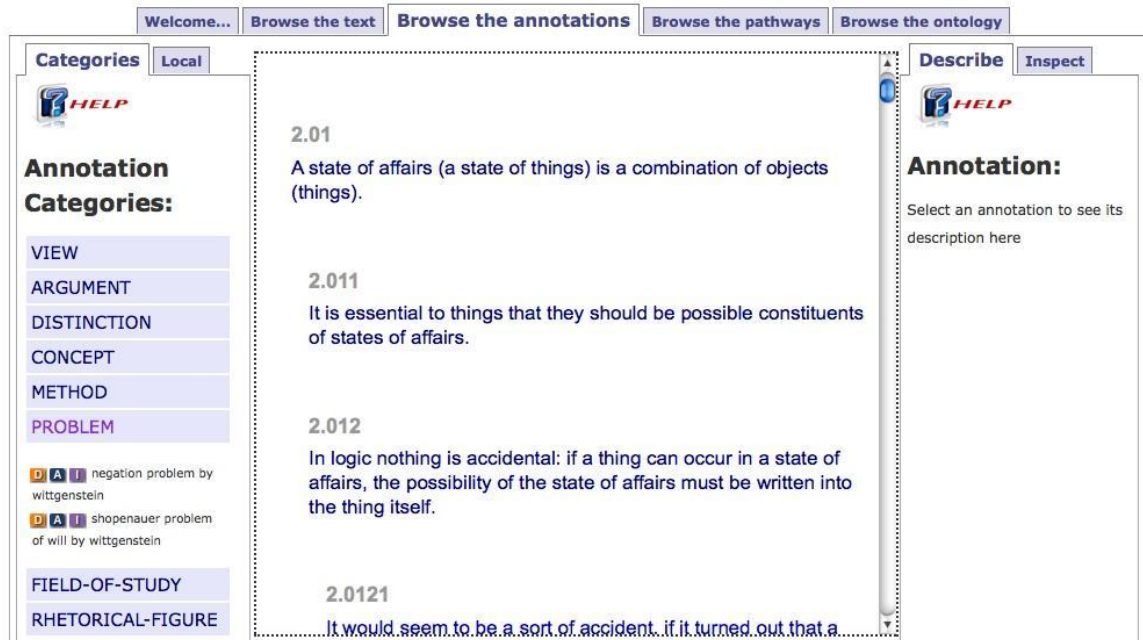 Welcome... Browse the text Browse the annotations Browse the pathways Browse the ontology
Categories Local
HELP
Annotation
Categories:
VIEW
ARGUMENT
DISTINCTION
CONCEPT
METHOD
PROBLEM
D A I negation problem by
wittgenstein
D A I shopenauer problem
of will by wittgenstein
FIELD-OF-STUDY
RHETORICAL-FIGURE
2.01
A state of affairs (a state of things) is a combination of objects
(things).
2.011
It is essential to things that they should be possible constituents
of states of affairs.
2.012
In logic nothing is accidental: if a thing can occur in a state of
affairs, the possibility of the state of affairs must be written into
the thing itself.
2.0121
It would seem to be a sort of accident, if it turned out that a
Describe Inspect
HELP
Annotation:
Select an annotation to see its
description here